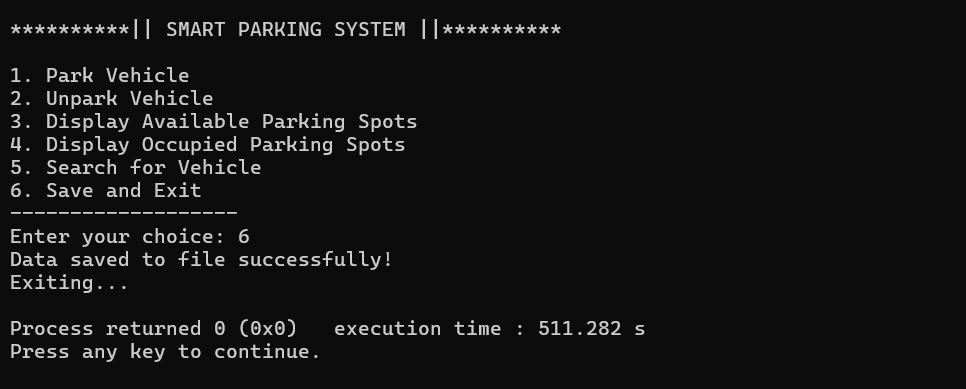 **********|| SMART PARKING SYSTEM ||**********
1. Park Vehicle
2. Unpark Vehicle
3. Display Available Parking Spots
4. Display Occupied Parking Spots
5. Search for Vehicle
6. Save and Exit
-------------------
Enter your choice: 6
Data saved to file successfully!
Exiting...
Process returned 0 (0x0)   execution time : 511.282 s
Press any key to continue.